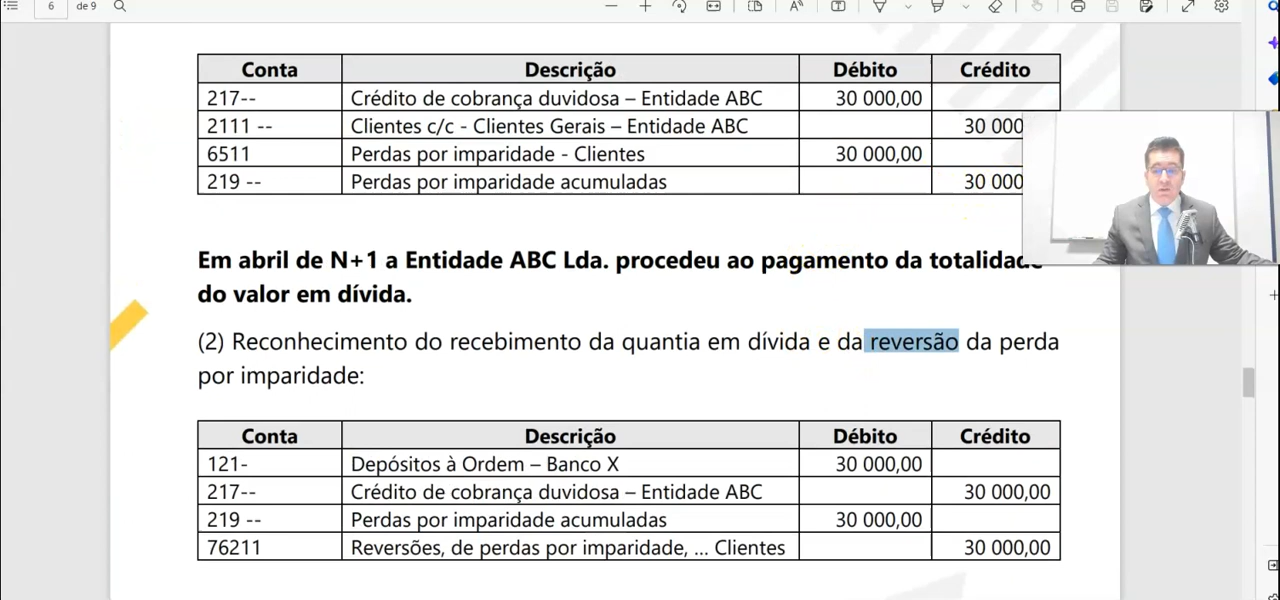 6 de 9
Conta Descrição Débito Crédito
217-- Crédito de cobrança duvidosa – Entidade ABC 30 000,00
2111 -- Clientes c/c - Clientes Gerais – Entidade ABC 30 000
6511 Perdas por imparidade - Clientes 30 000,00
219 -- Perdas por imparidade acumuladas 30 000
Em abril de N+1 a Entidade ABC Lda. procedeu ao pagamento da totalidade
do valor em dívida.
(2) Reconhecimento do recebimento da quantia em dívida e da reversão da perda
por imparidade:
Conta Descrição Débito Crédito
121- Depósitos à Ordem – Banco X 30 000,00
217-- Crédito de cobrança duvidosa – Entidade ABC 30 000,00
219 -- Perdas por imparidade acumuladas 30 000,00
76211 Reversões, de perdas por imparidade, ... Clientes 30 000,00